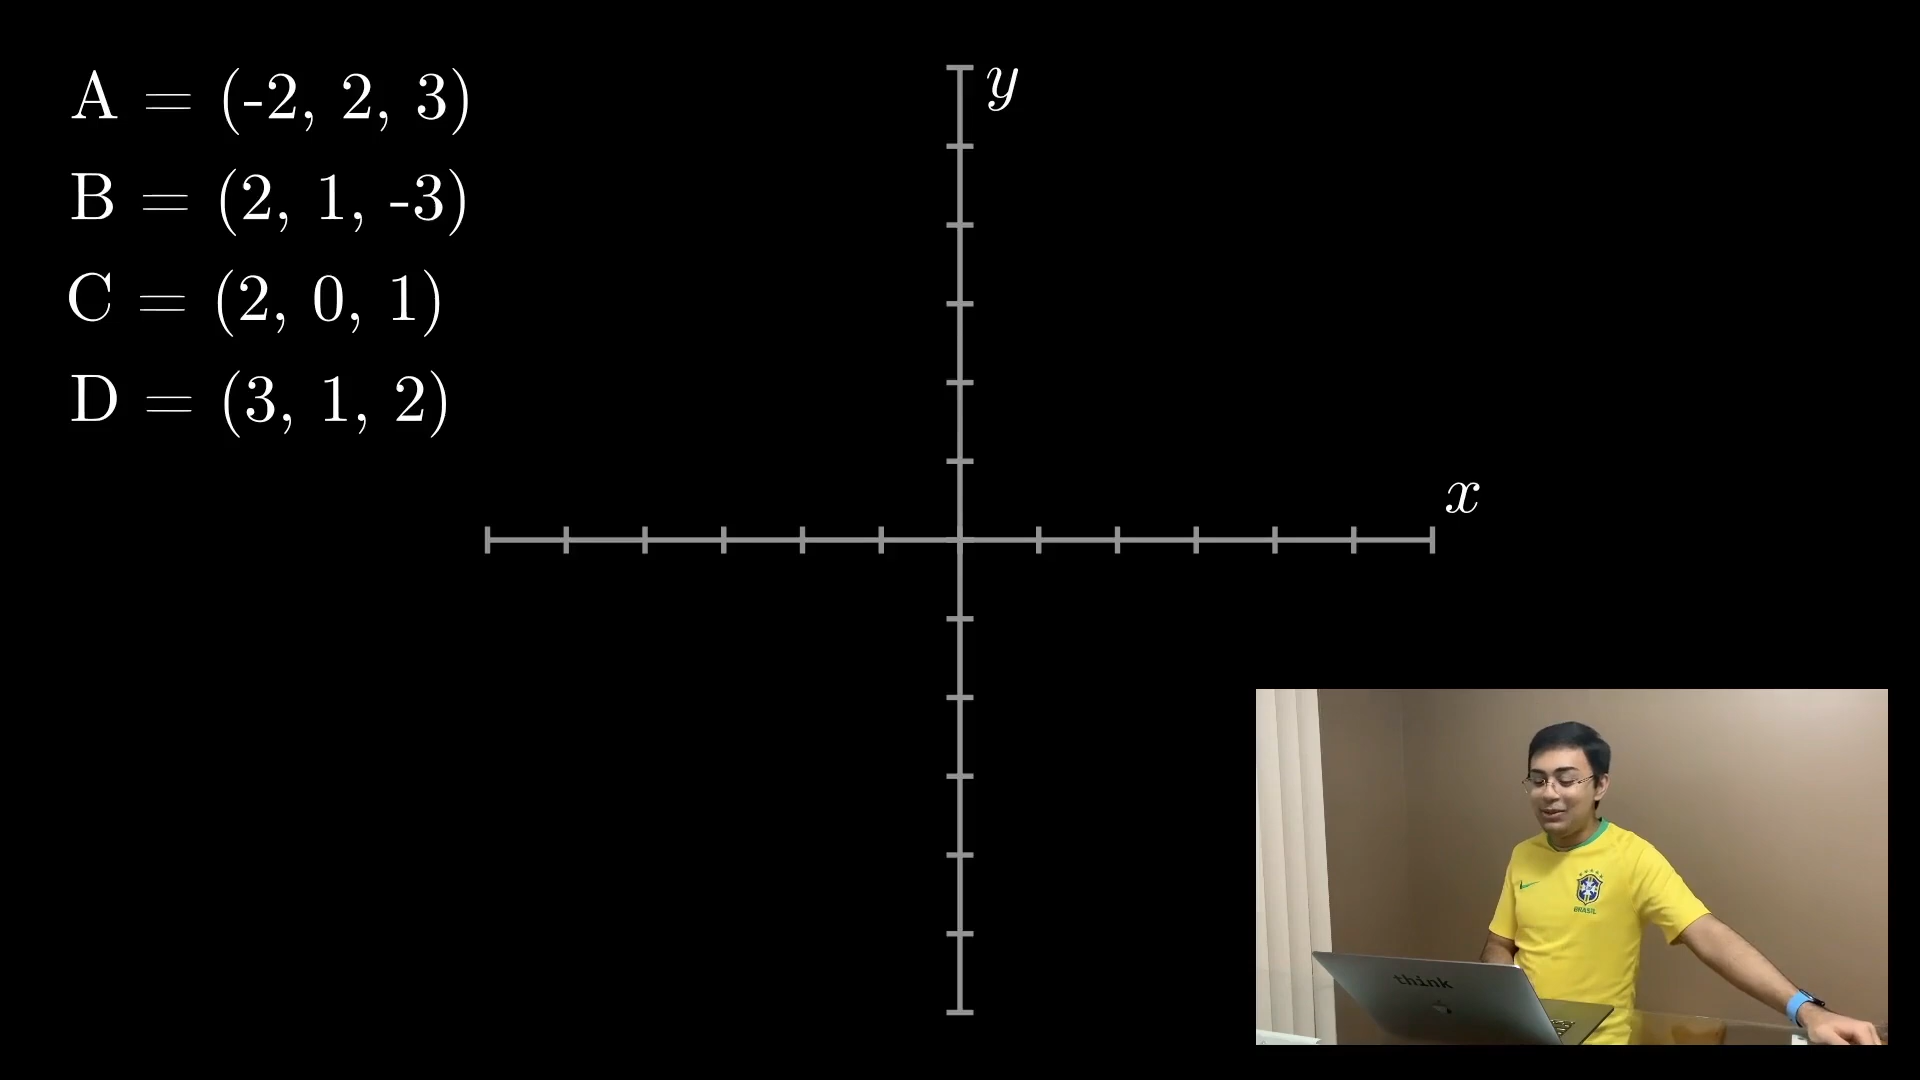 A = (-2, 2, 3)
B = (2, 1, -3)
C = (2, 0, 1)
D = (3, 1, 2)
y
x
BRASIL
think